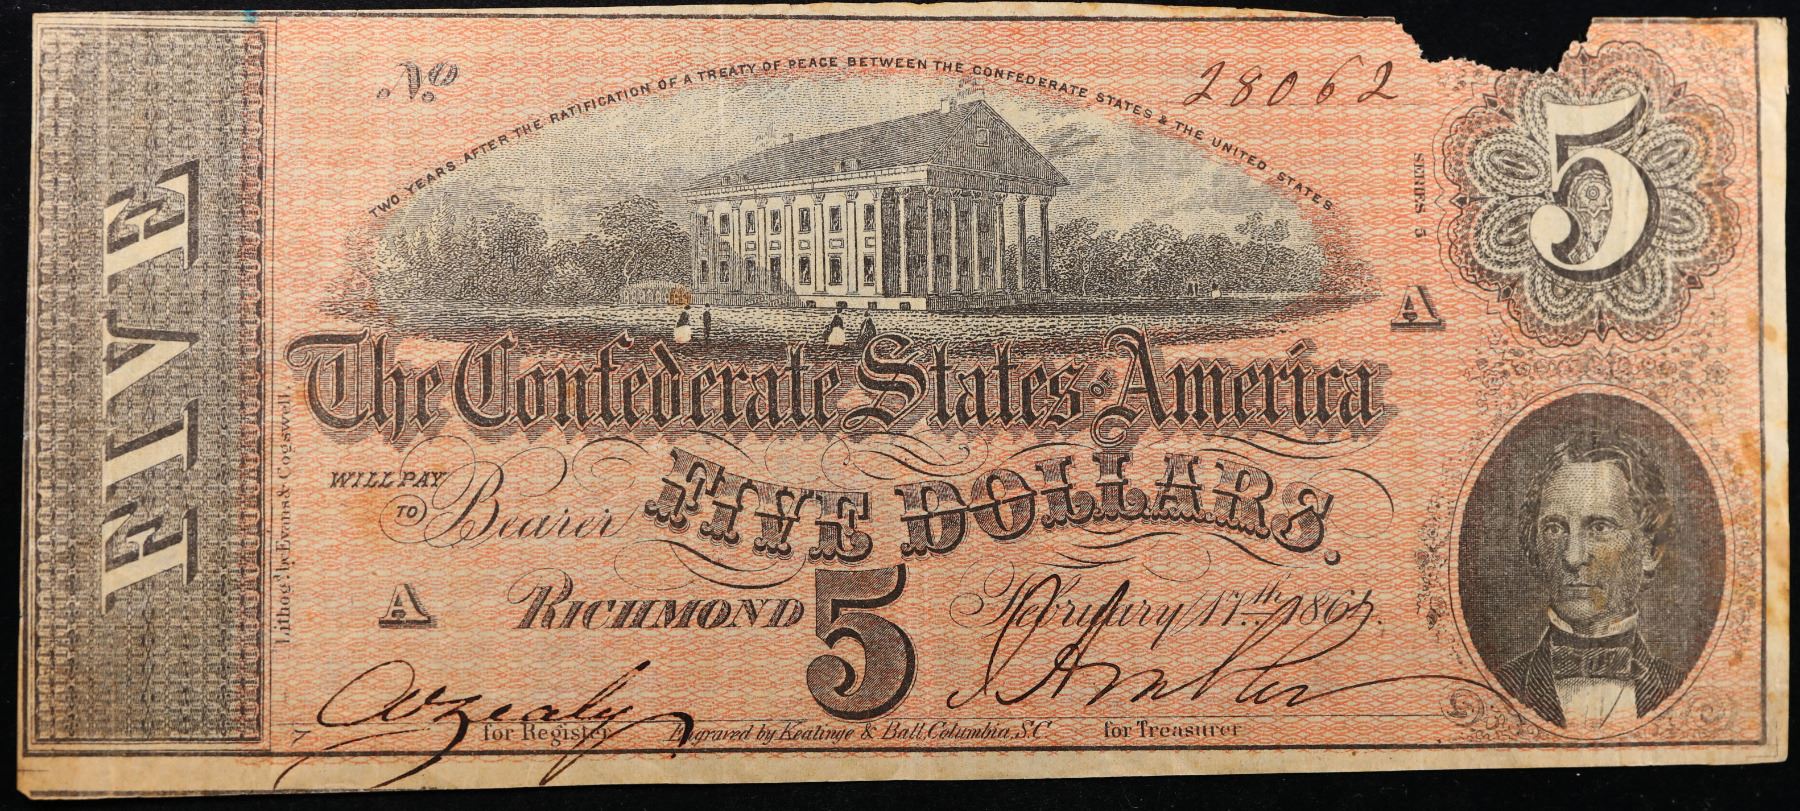 FIVE
No 28062
TWO YEARS AFTER THE RATIFICATION OF A TREATY OF PEACE BETWEEN THE CONFEDERATE STATES & THE UNITED STATES.
5
SERIES 5
A
The Confederate States OF America
WILL PAY TO Bearer FIVE DOLLARS.
A RICHMOND 5 February 17th 1864.
Lithog'd by Evans & Cogswell
7 for Register Engraved by Keatinge & Ball, Columbia, S.C. for Treasurer